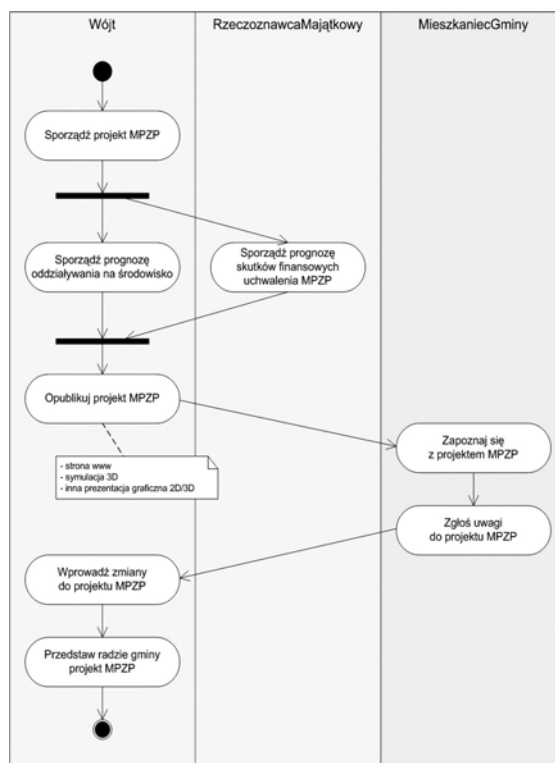 Wójt
RzeczoznawcaMajątkowy
MieszkaniecGminy
Sporządź projekt MPZP
Sporządź prognozę
oddziaływania na środowisko
Sporządź prognozę
skutków finansowych
uchwalenia MPZP
Opublikuj projekt MPZP
- strona www
- symulacja 3D
- inna prezentacja graficzna 2D/3D
Zapoznaj się
z projektem MPZP
Zgłoś uwagi
do projektu MPZP
Wprowadź zmiany
do projektu MPZP
Przedstaw radzie gminy
projekt MPZP